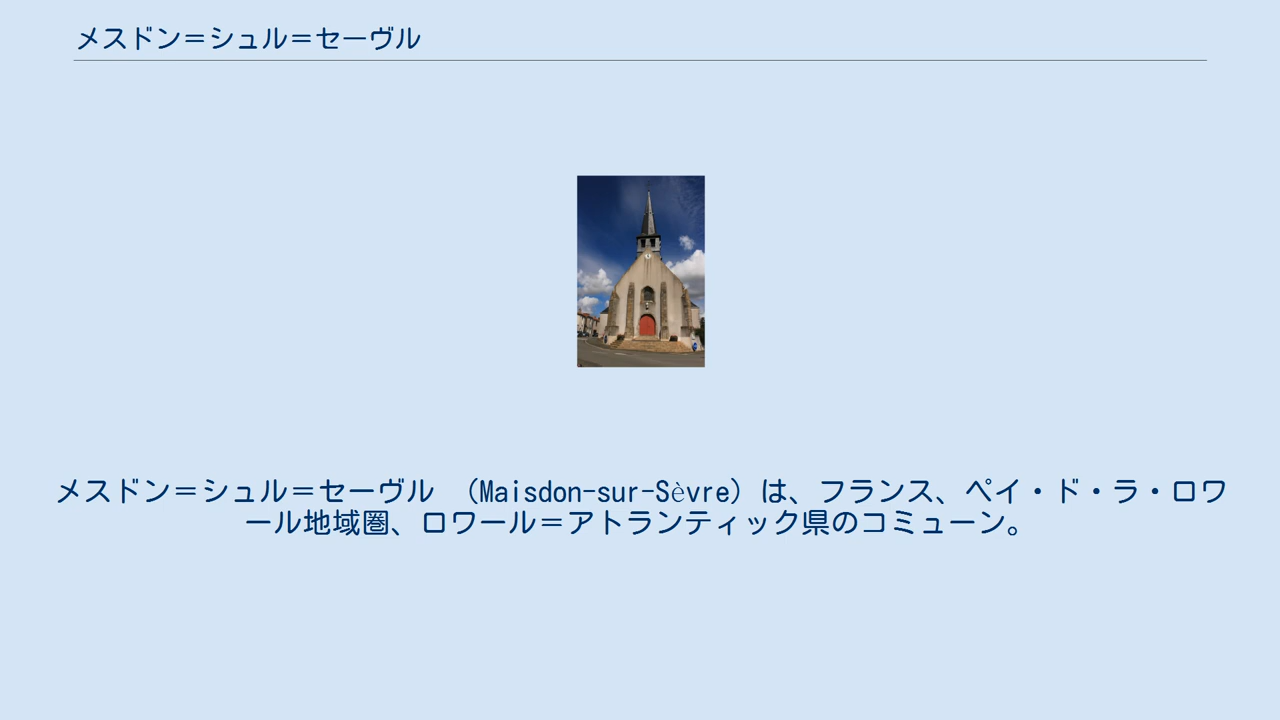 メスドン＝シュル＝セーヴル
メスドン＝シュル＝セーヴル （Maisdon-sur-Sèvre）は、フランス、ペイ・ド・ラ・ロワ
ール地域圏、ロワール＝アトランティック県のコミューン。